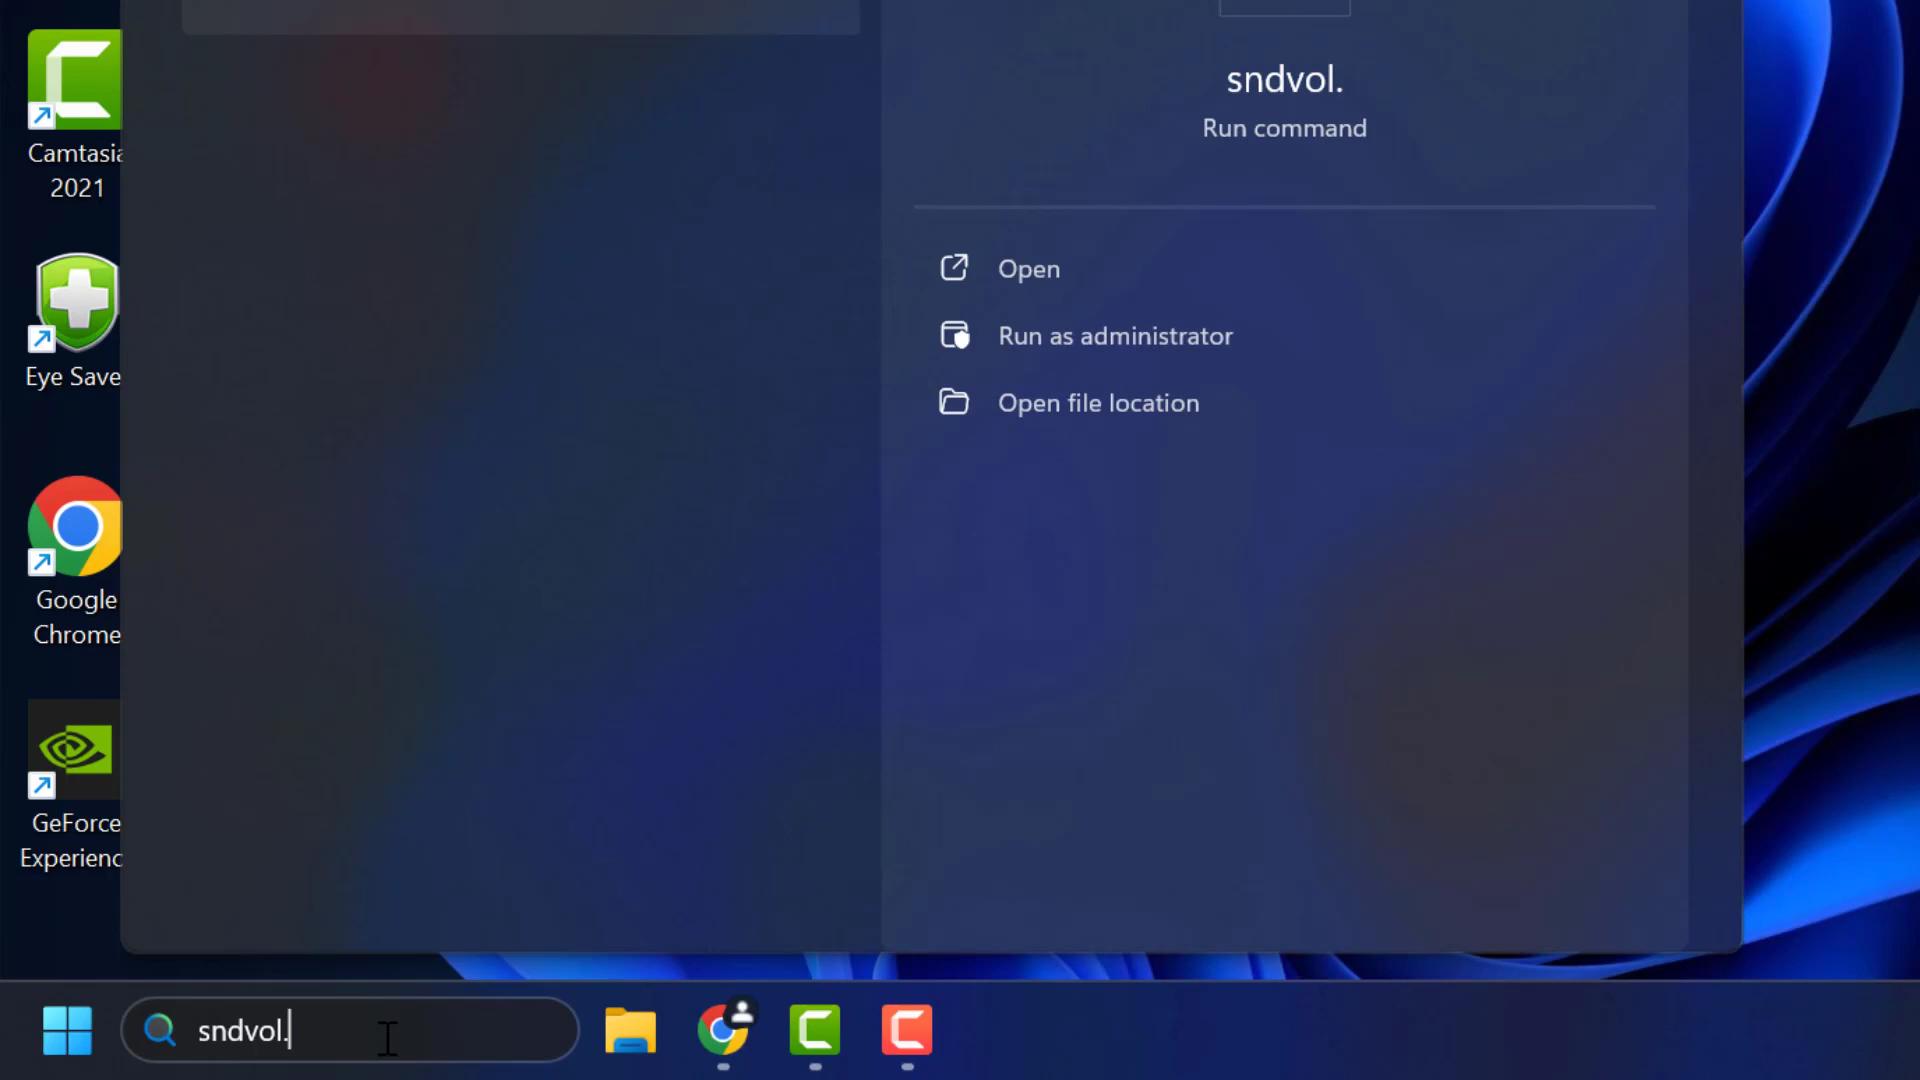 sndvol.
Run command
Open
Run as administrator
Open file location
Camtasia
2021
Eye Save
Google
Chrome
GeForce
Experienc
sndvol.